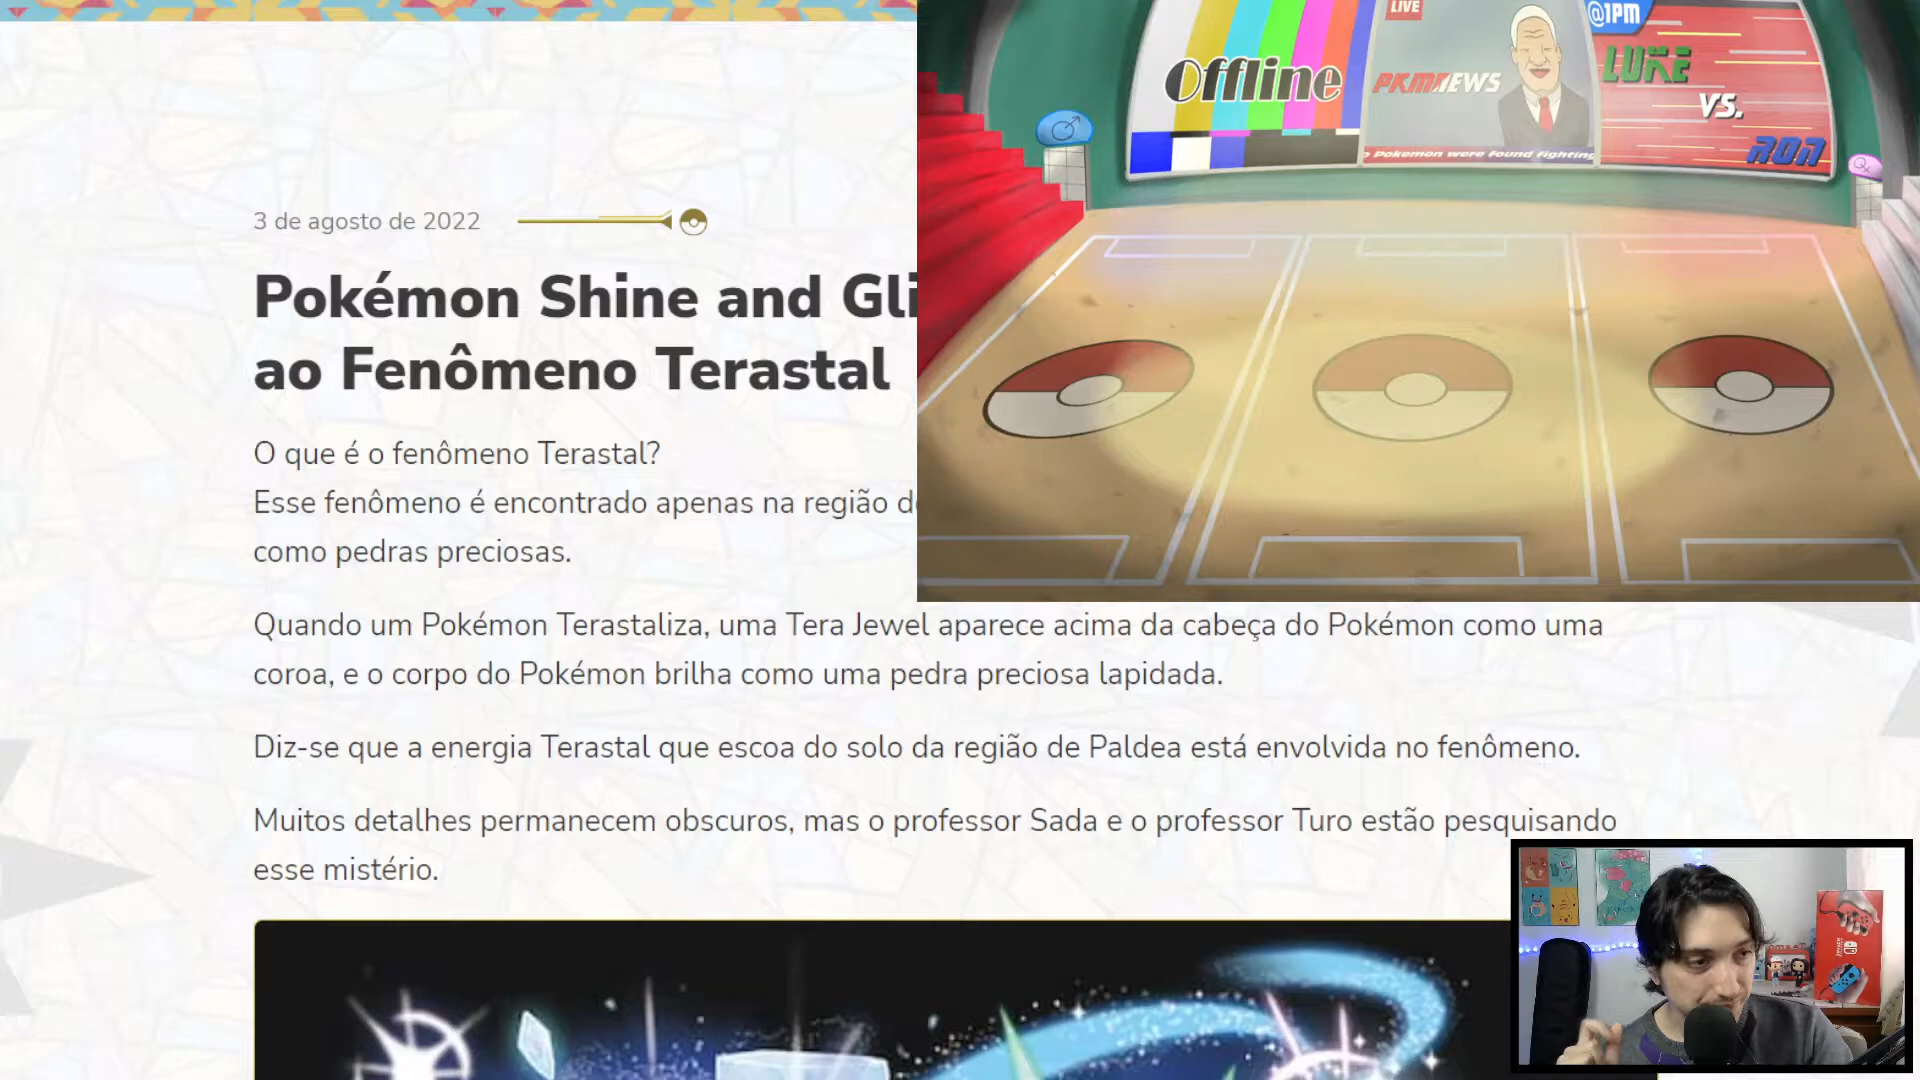 3 de agosto de 2022
Pokémon Shine and Gli
ao Fenômeno Terastal
O que é o fenômeno Terastal?
Esse fenômeno é encontrado apenas na região d
como pedras preciosas.
Quando um Pokémon Terastaliza, uma Tera Jewel aparece acima da cabeça do Pokémon como uma
coroa, e o corpo do Pokémon brilha como uma pedra preciosa lapidada.
Diz-se que a energia Terastal que escoa do solo da região de Paldea está envolvida no fenômeno.
Muitos detalhes permanecem obscuros, mas o professor Sada e o professor Turo estão pesquisando
esse mistério.
Offline
LIVE
PKMNEWS
o Pokemon were Found Fighting
@1PM
LUKE
VS.
RON